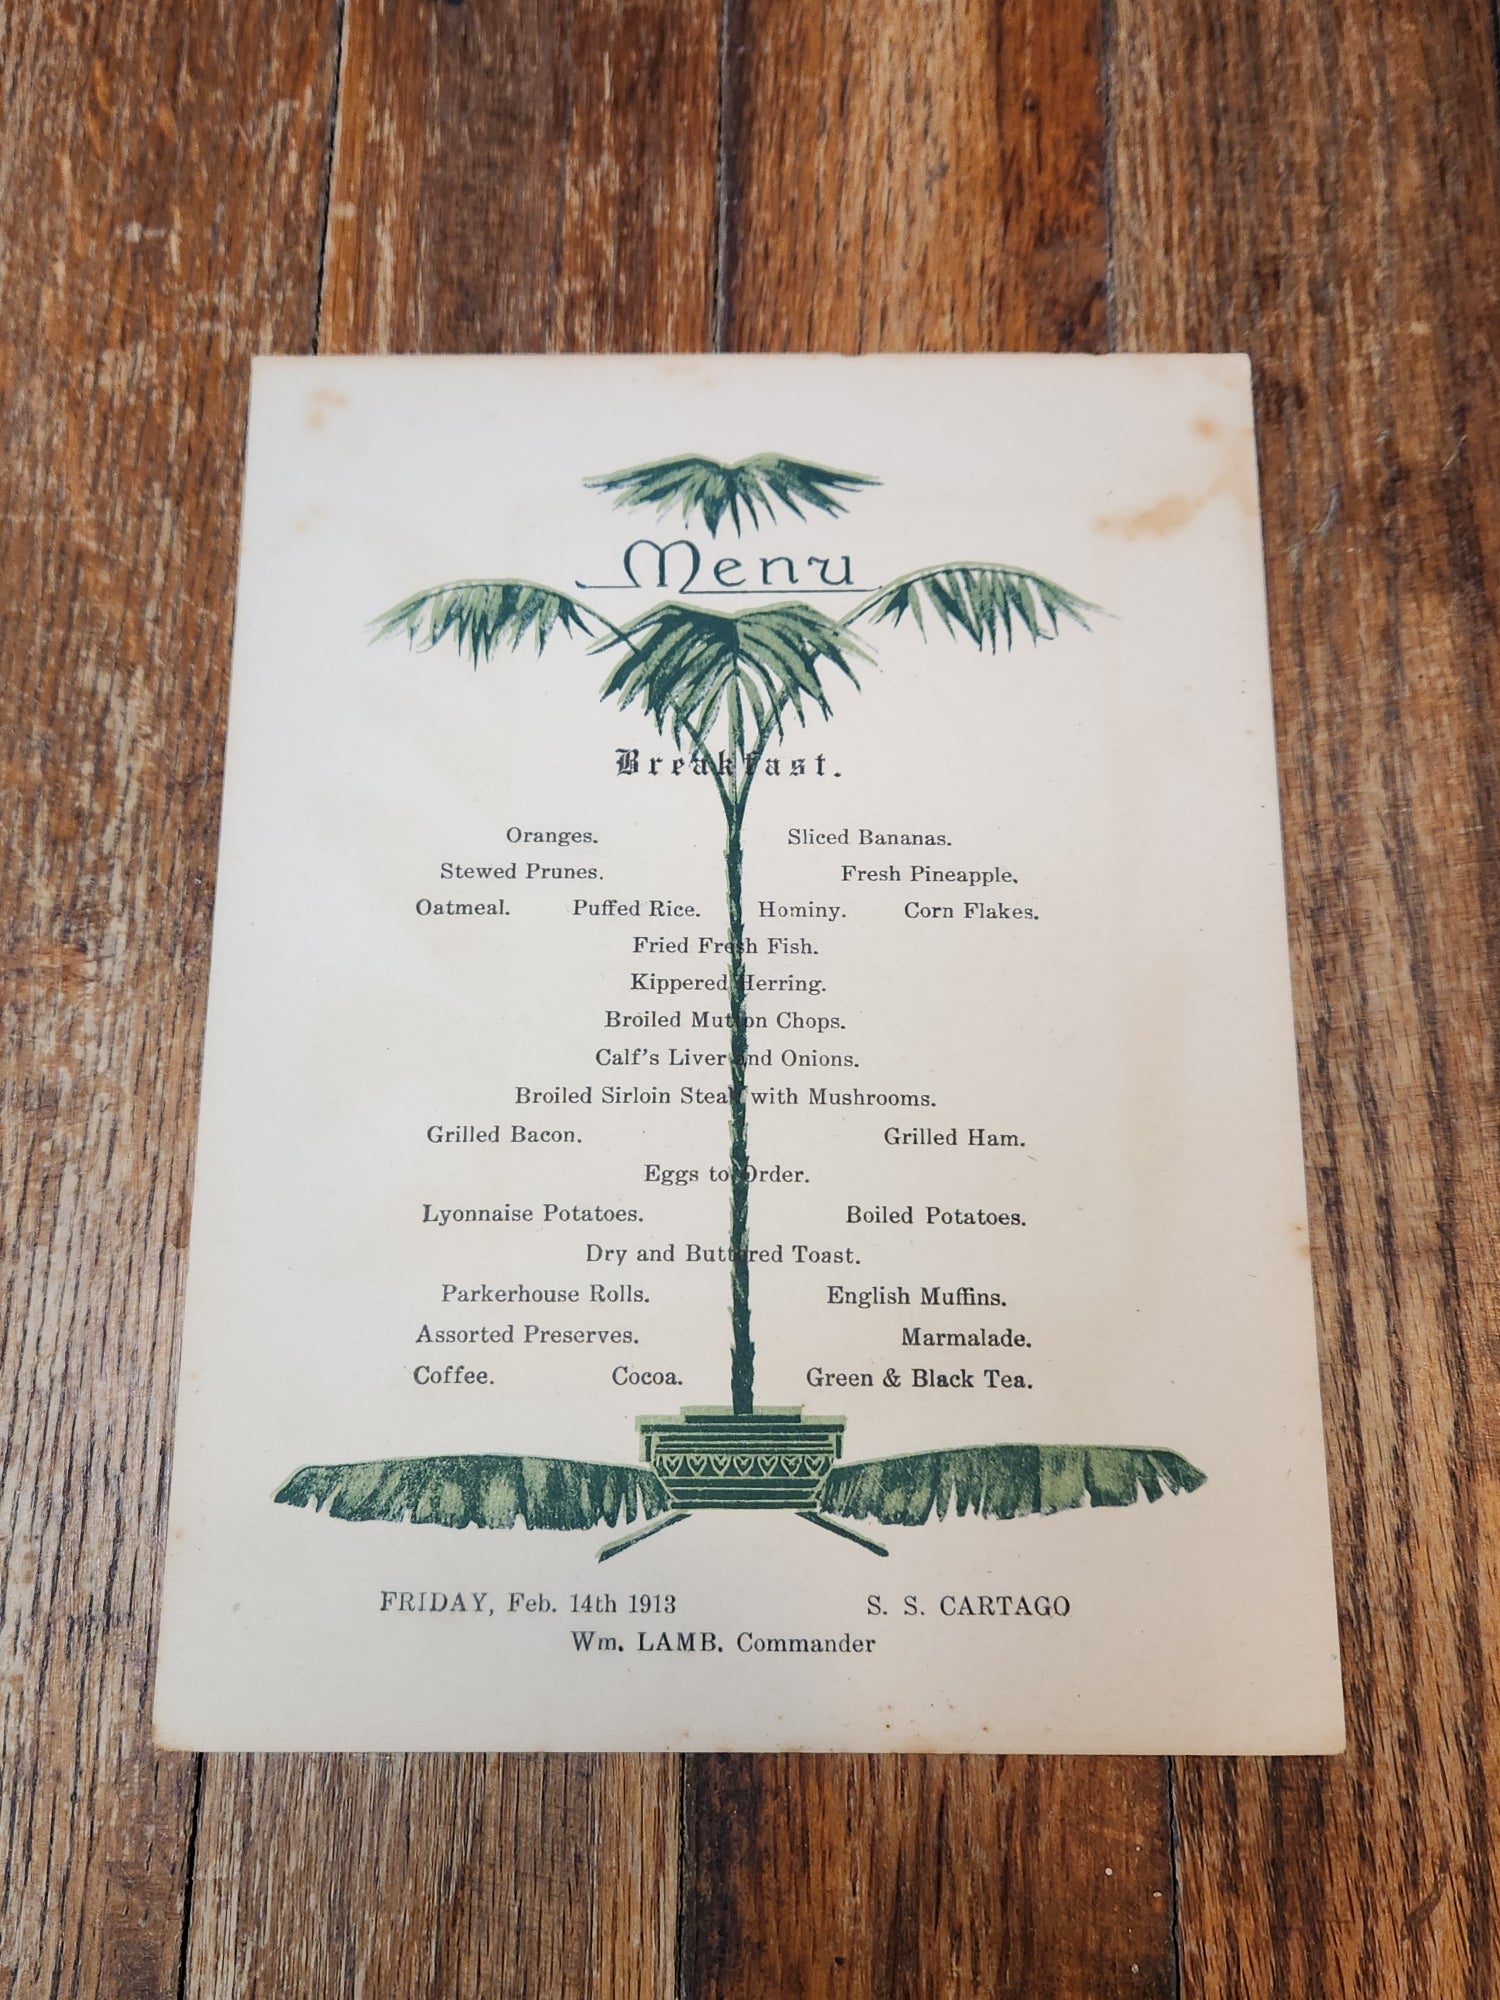 Menu
Breakfast.
Oranges. Sliced Bananas.
Stewed Prunes. Fresh Pineapple.
Oatmeal. Puffed Rice. Hominy. Corn Flakes.
Fried Fresh Fish.
Kippered Herring.
Broiled Mutton Chops.
Calf's Liver and Onions.
Broiled Sirloin Steak with Mushrooms.
Grilled Bacon. Grilled Ham.
Eggs to Order.
Lyonnaise Potatoes. Boiled Potatoes.
Dry and Buttered Toast.
Parkerhouse Rolls. English Muffins.
Assorted Preserves. Marmalade.
Coffee. Cocoa. Green & Black Tea.
FRIDAY, Feb. 14th 1913 S. S. CARTAGO
Wm. LAMB. Commander